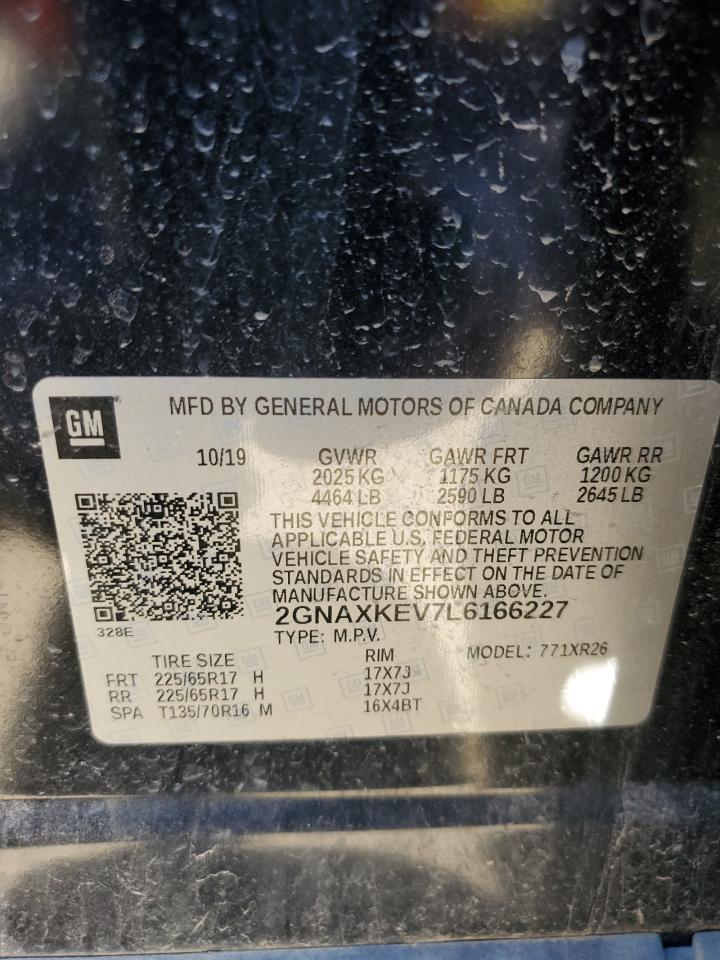 GM
MFD BY GENERAL MOTORS OF CANADA COMPANY
10/19 GVWR GAWR FRT GAWR RR
2025 KG 1175 KG 1200 KG
4464 LB 2590 LB 2645 LB
THIS VEHICLE CONFORMS TO ALL
APPLICABLE U.S. FEDERAL MOTOR
VEHICLE SAFETY AND THEFT PREVENTION
STANDARDS IN EFFECT ON THE DATE OF
MANUFACTURE SHOWN ABOVE.
2GNAXKEV7L6166227
328E
TYPE: M.P.V.
MODEL: 771XR26
TIRE SIZE RIM
FRT 225/65R17 H 17X7J
RR 225/65R17 H 17X7J
SPA T135/70R16 M 16X4BT